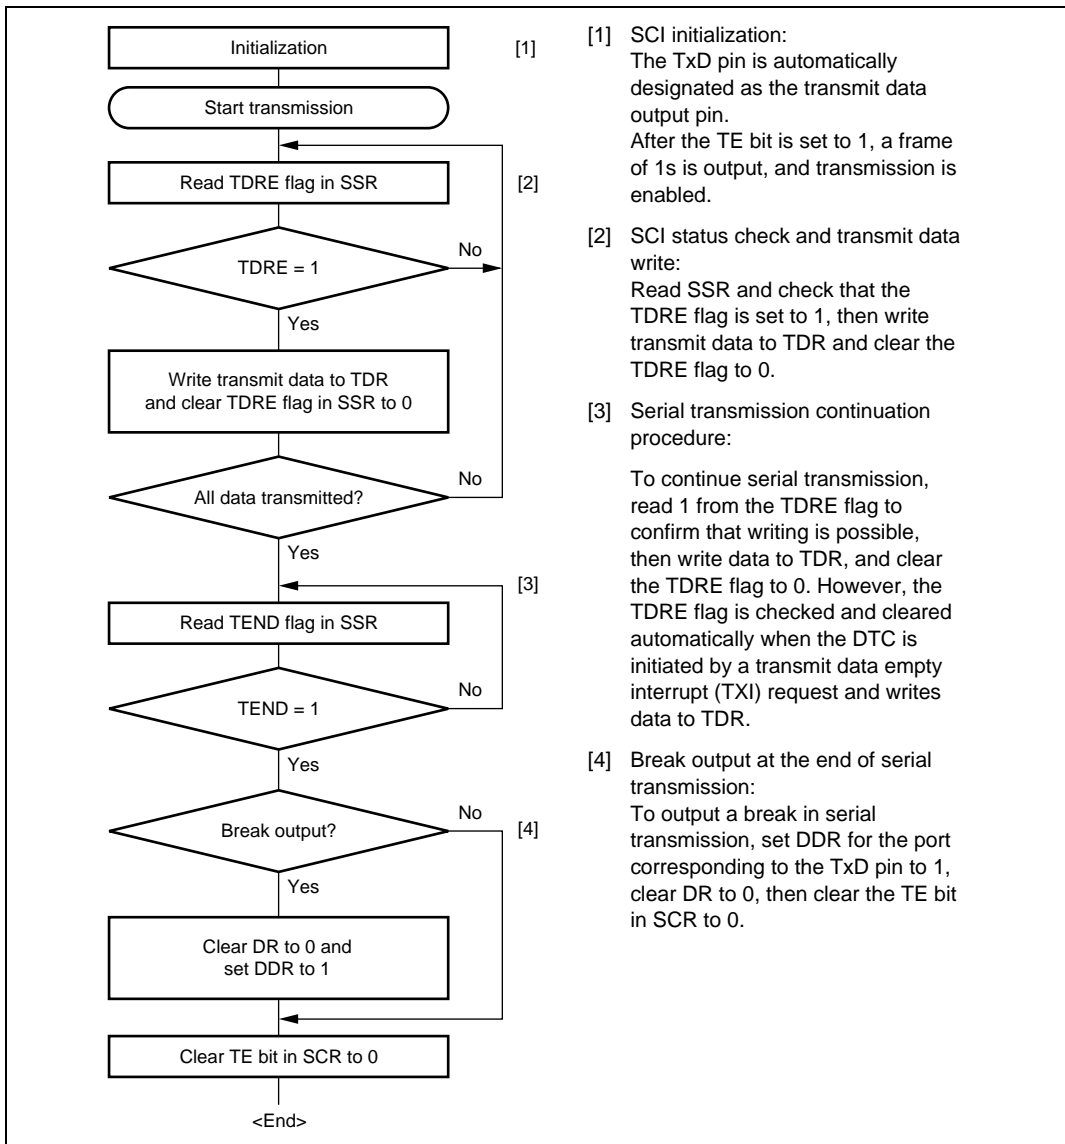 Initialization
[1]
Start transmission
Read TDRE flag in SSR
[2]
No
TDRE = 1
Yes
Write transmit data to TDR
and clear TDRE flag in SSR to 0
No
All data transmitted?
Yes
[3]
Read TEND flag in SSR
No
TEND = 1
Yes
No
Break output?
[4]
Yes
Clear DR to 0 and
set DDR to 1
Clear TE bit in SCR to 0
<End>
[1] SCI initialization:
The TxD pin is automatically
designated as the transmit data
output pin.
After the TE bit is set to 1, a frame
of 1s is output, and transmission is
enabled.
[2] SCI status check and transmit data
write:
Read SSR and check that the
TDRE flag is set to 1, then write
transmit data to TDR and clear the
TDRE flag to 0.
[3] Serial transmission continuation
procedure:
To continue serial transmission,
read 1 from the TDRE flag to
confirm that writing is possible,
then write data to TDR, and clear
the TDRE flag to 0. However, the
TDRE flag is checked and cleared
automatically when the DTC is
initiated by a transmit data empty
interrupt (TXI) request and writes
data to TDR.
[4] Break output at the end of serial
transmission:
To output a break in serial
transmission, set DDR for the port
corresponding to the TxD pin to 1,
clear DR to 0, then clear the TE bit
in SCR to 0.